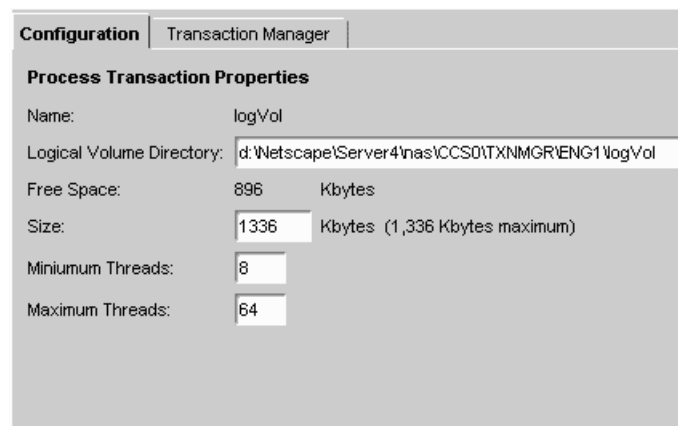 Configuration Transaction Manager
Process Transaction Properties
Name: logVol
Logical Volume Directory: d:\Netscape\Server4\nas\CCS0\TXNMGR\ENG1\logVol
Free Space: 896 Kbytes
Size: 1336 Kbytes (1,336 Kbytes maximum)
Miniumum Threads: 8
Maximum Threads: 64